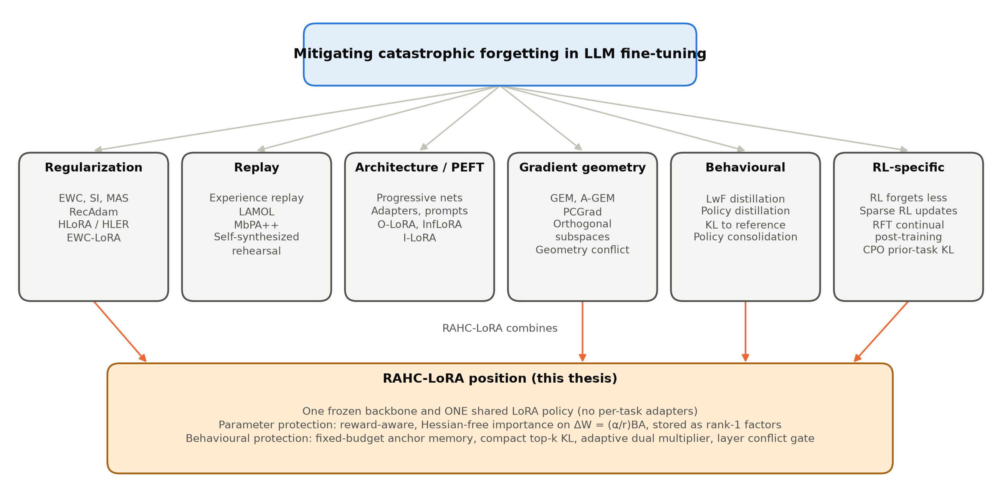 Mitigating catastrophic forgetting in LLM fine-tuning
Regularization
EWC, SI, MAS
RecAdam
HLoRA / HLER
EWC-LoRA
Replay
Experience replay
LAMOL
MbPA++
Self-synthesized
rehearsal
Architecture / PEFT
Progressive nets
Adapters, prompts
O-LoRA, InfLoRA
I-LoRA
Gradient geometry
GEM, A-GEM
PCGrad
Orthogonal
subspaces
Geometry conflict
Behavioural
LwF distillation
Policy distillation
KL to reference
Policy consolidation
RL-specific
RL forgets less
Sparse RL updates
RFT continual
post-training
CPO prior-task KL
RAHC-LoRA combines
RAHC-LoRA position (this thesis)
One frozen backbone and ONE shared LoRA policy (no per-task adapters)
Parameter protection: reward-aware, Hessian-free importance on ΔW = (α/r)BA, stored as rank-1 factors
Behavioural protection: fixed-budget anchor memory, compact top-k KL, adaptive dual multiplier, layer conflict gate